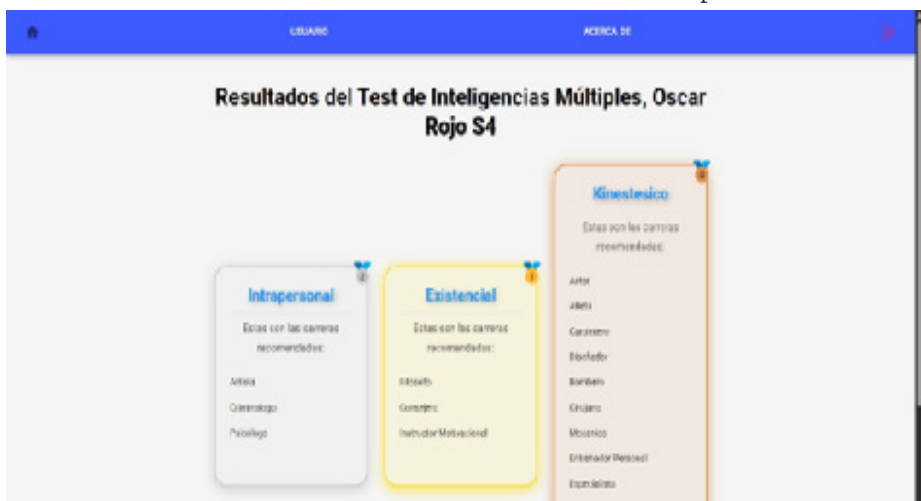 USUARIO
ACERCA DE
Resultados del Test de Inteligencias Múltiples, Oscar
Rojo S4
Intrapersonal
Estas son las carreras
recomendadas:
Artista
Criminologo
Psicologo
Existencial
Estas son las carreras
recomendadas:
Filosofo
Consejero
Instructor Motivacional
Kinestesico
Estas son las carreras
recomendadas:
Actor
Atleta
Carpintero
Diseñador
Bombero
Cirujano
Mecanico
Entrenador Personal